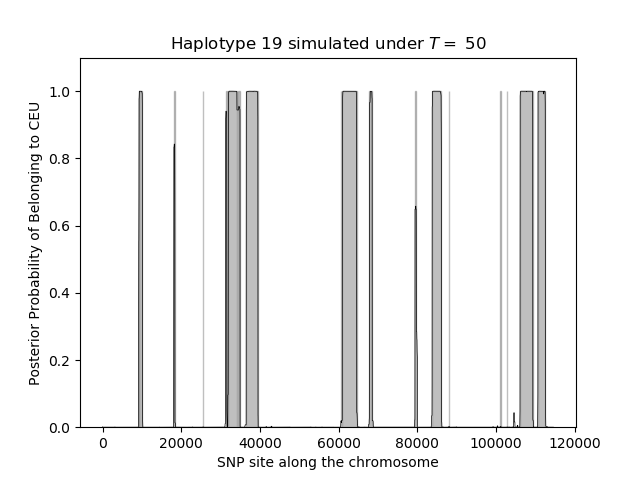 Haplotype 19 simulated under T = 50
Posterior Probability of Belonging to CEU
1.0
0.8
0.6
0.4
0.2
0.0
0 20000 40000 60000 80000 100000 120000
SNP site along the chromosome